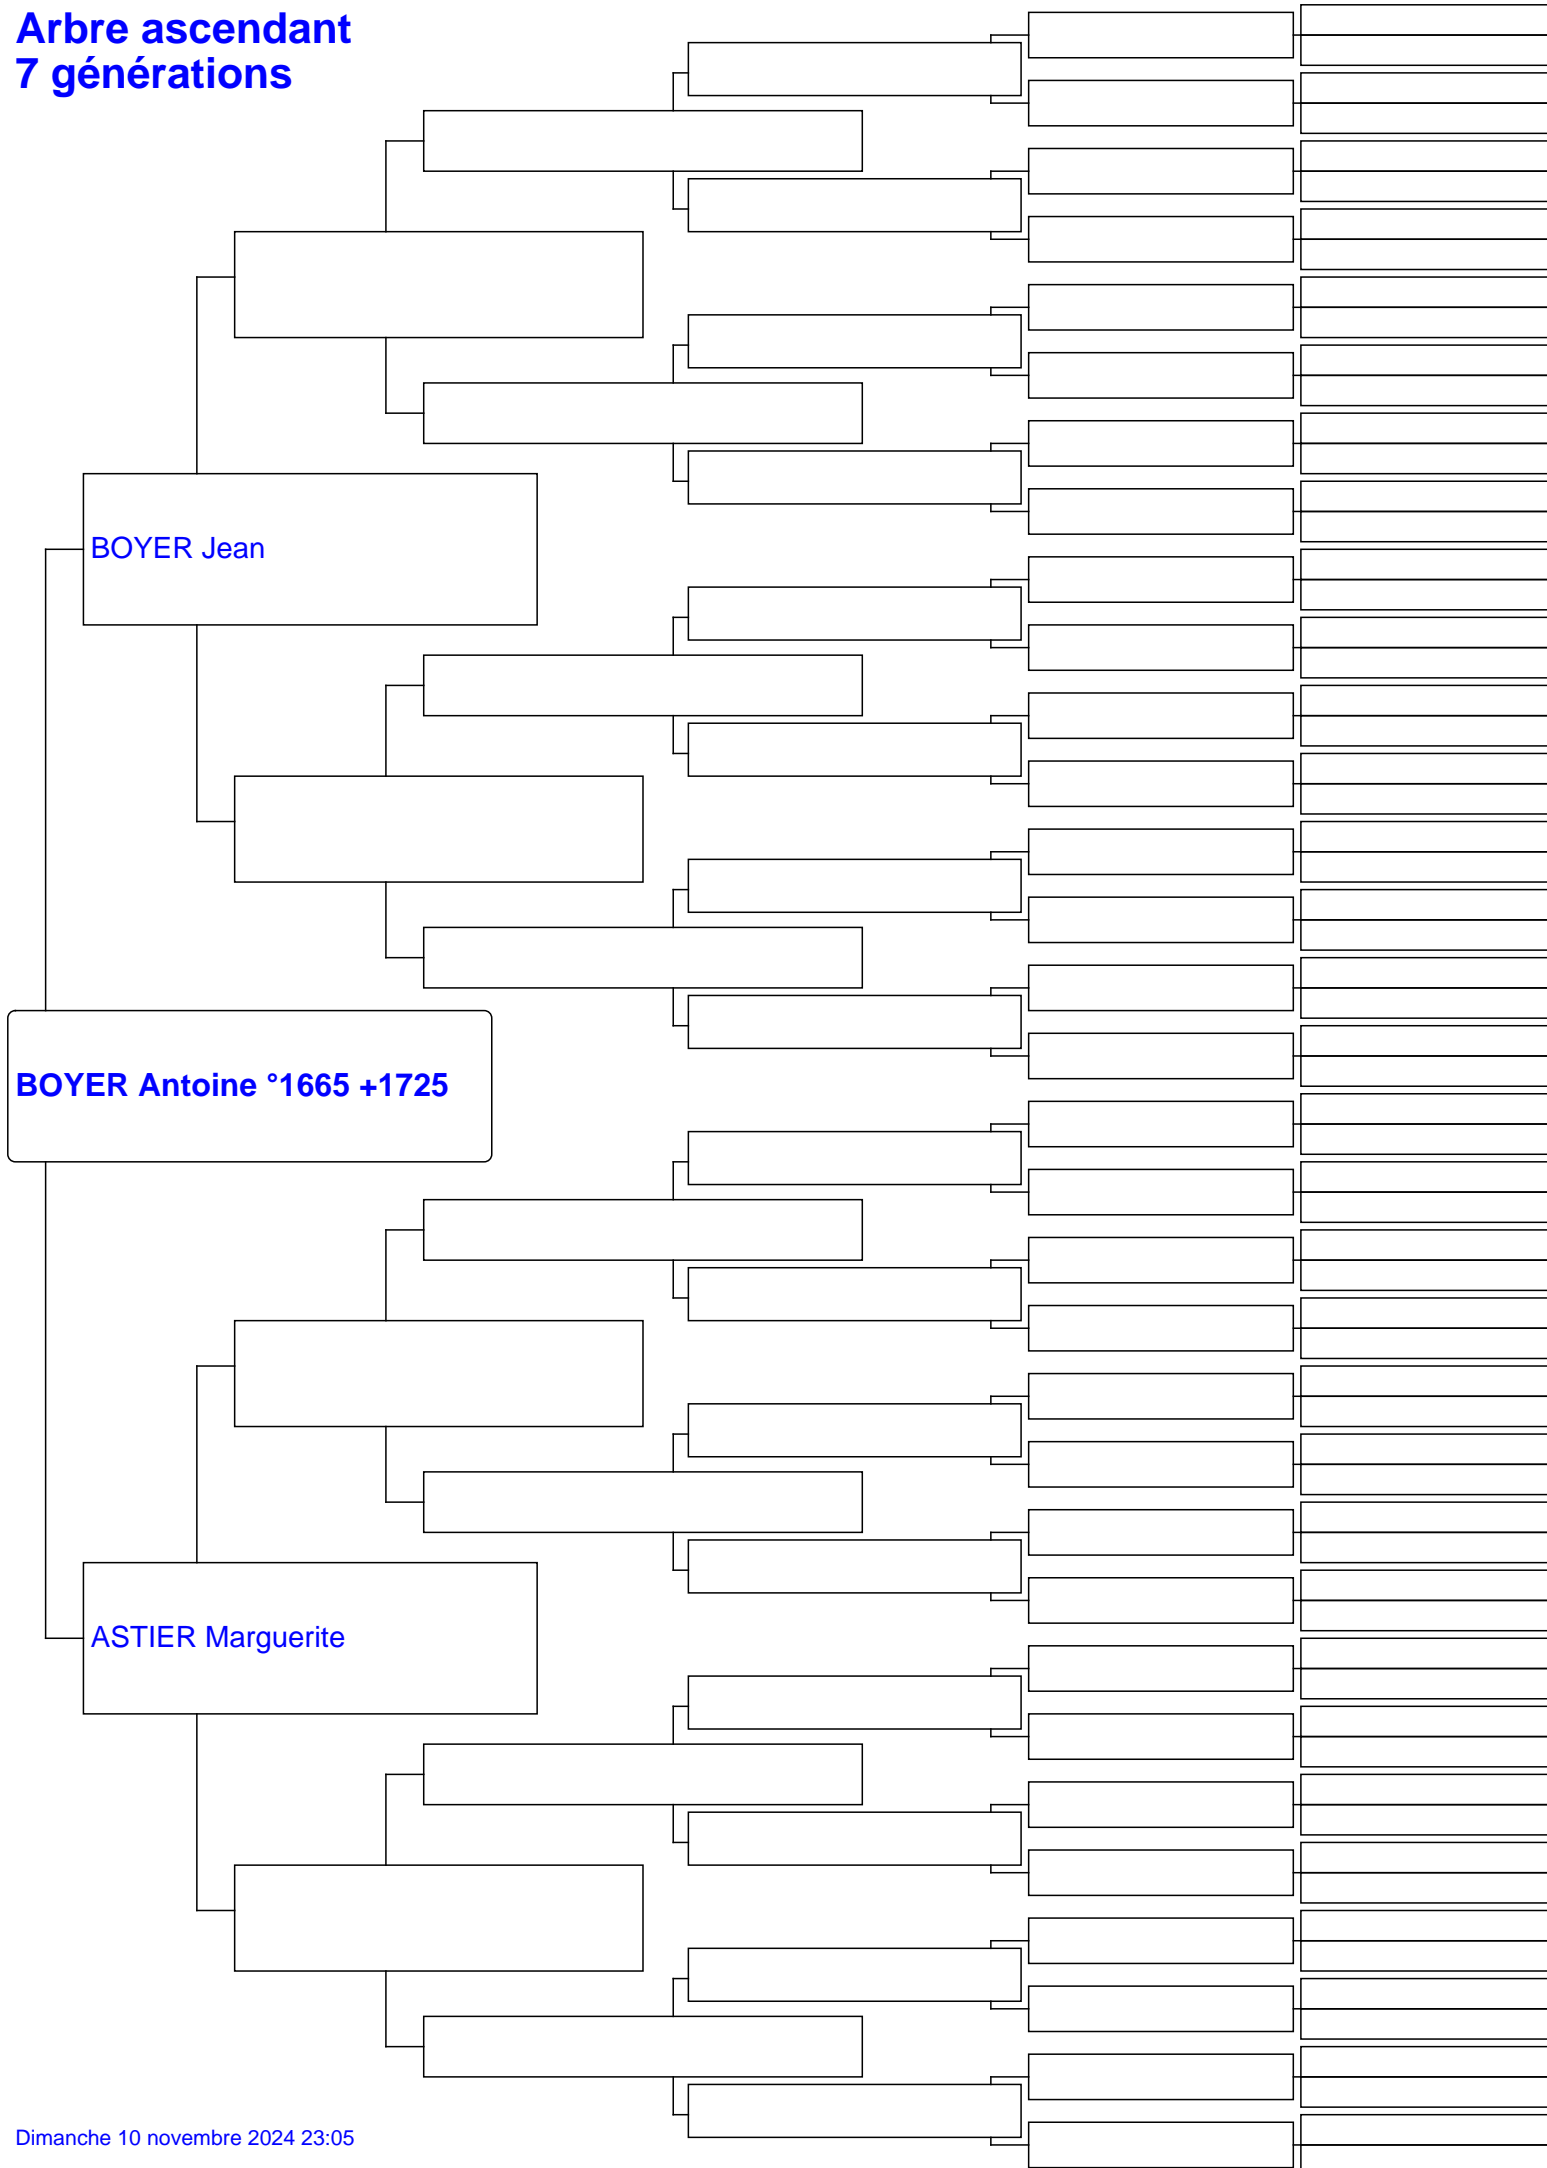 Arbre ascendant
7 générations
BOYER Jean
BOYER Antoine °1665 +1725
ASTIER Marguerite
Dimanche 10 novembre 2024 23:05